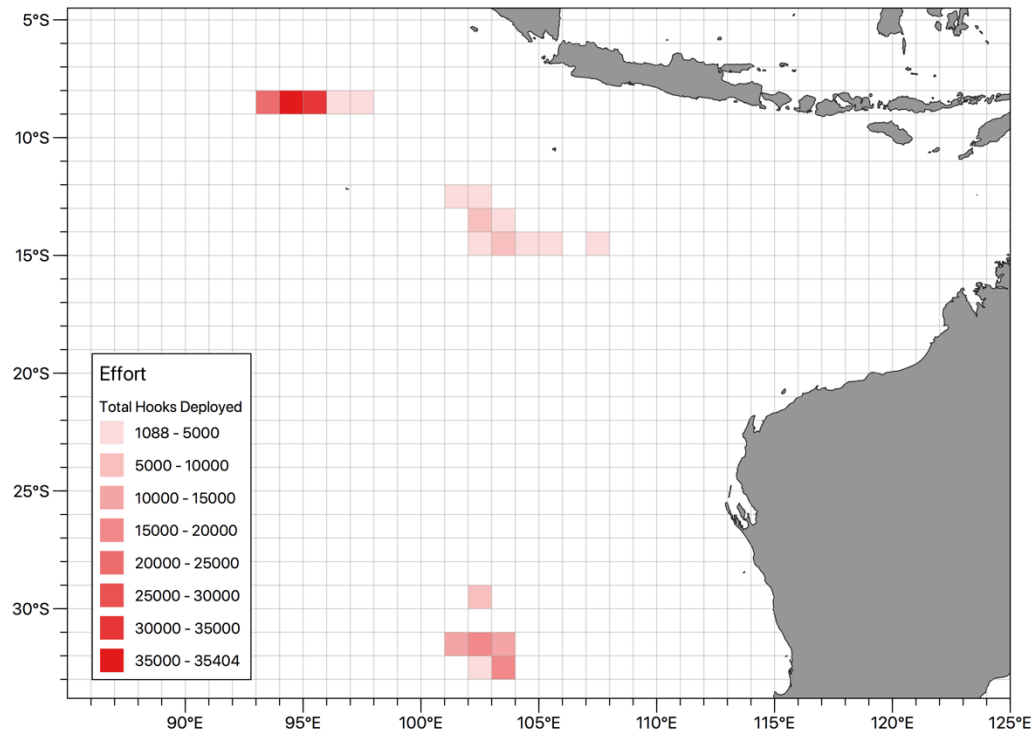 5°S
10°S
15°S
20°S
25°S
30°S
Effort
Total Hooks Deployed
1088 - 5000
5000 - 10000
10000 - 15000
15000 - 20000
20000 - 25000
25000 - 30000
30000 - 35000
35000 - 35404
90°E 95°E 100°E 105°E 110°E 115°E 120°E 125°E